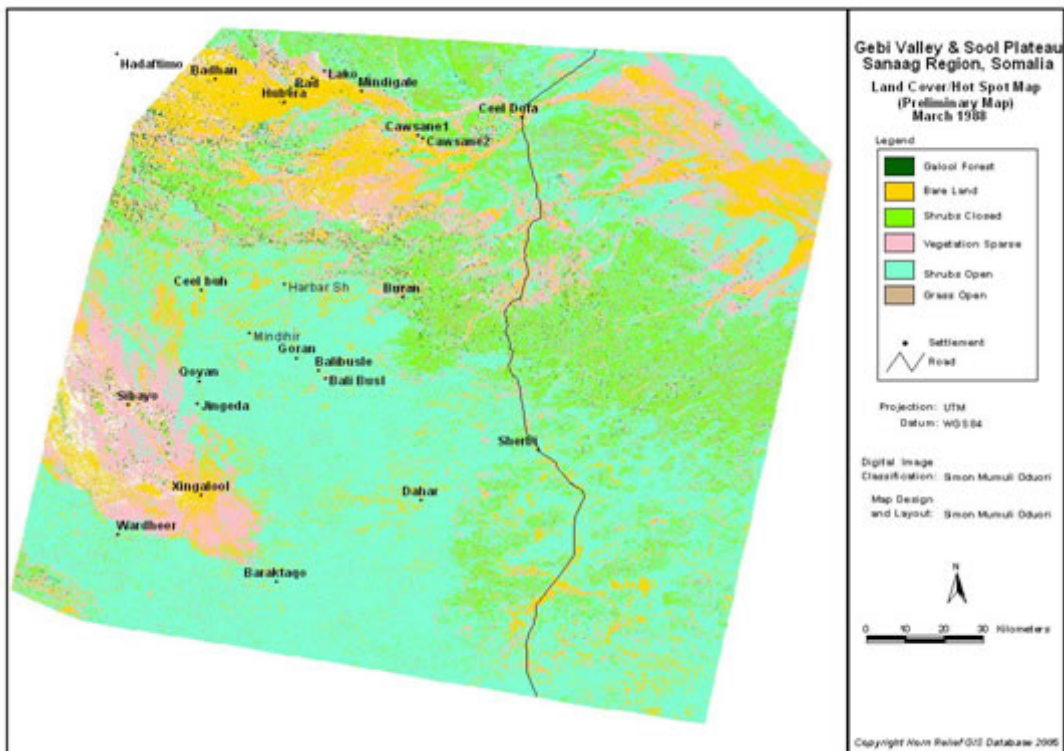 Gebi Valley & Sool Plateau
Sanaag Region, Somalia
Land Cover/Hot Spot Map
(Preliminary Map)
March 1988
Legend
Galool Forest
Bare Land
Shrubs Closed
Vegetation Sparse
Shrubs Open
Grass Open
Settlement
Road
Projection: UTM
Datum: WGS84
Digital Image
Classification: Simon Mumuli Oduori
Map Design
and Layout: Simon Mumuli Oduori
N
0 10 20 30 Kilometers
Copyright Horn Relief GIS Database 2005
Hadaftimo
Badhan
Lako
Rad
Mindigale
Hubera
Ceel Dofa
Cawsane1
Cawsane2
Ceel buh
Harbar Sh
Buran
Mindihir
Goran
Balibusle
Qoyan
Bali Busl
Sibayo
Jingeda
Sherbi
Xingalool
Dahar
Wardheer
Baraktaqo